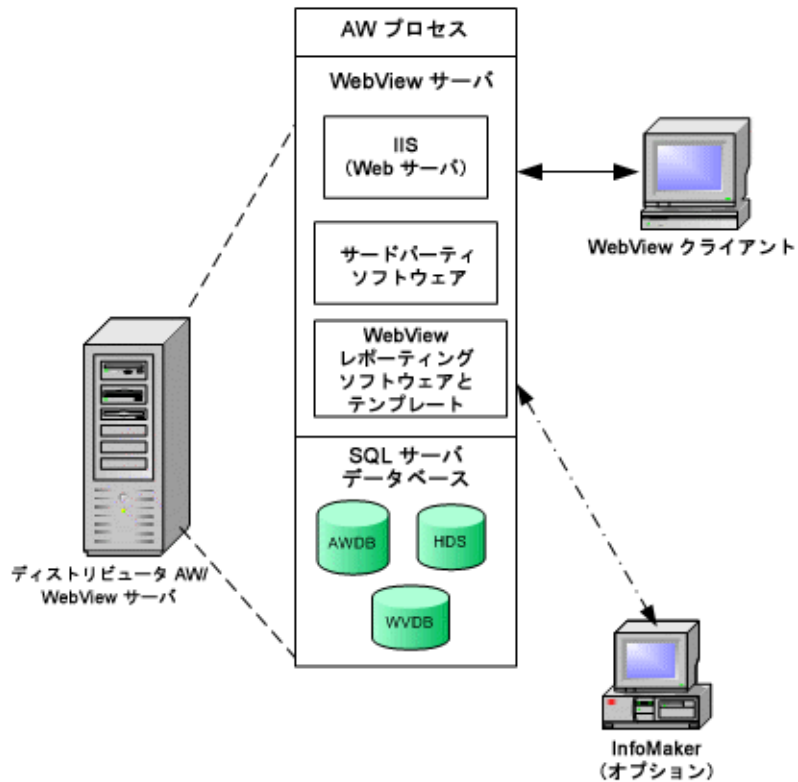 AW プロセス
WebView サーバ
IIS
(Web サーバ)
サードパーティ
ソフトウェア
WebView
レポーティング
ソフトウェアと
テンプレート
SQL サーバ
データベース
AWDB
HDS
WVDB
ディストリビュータ AW/
WebView サーバ
WebView クライアント
InfoMaker
(オプション)